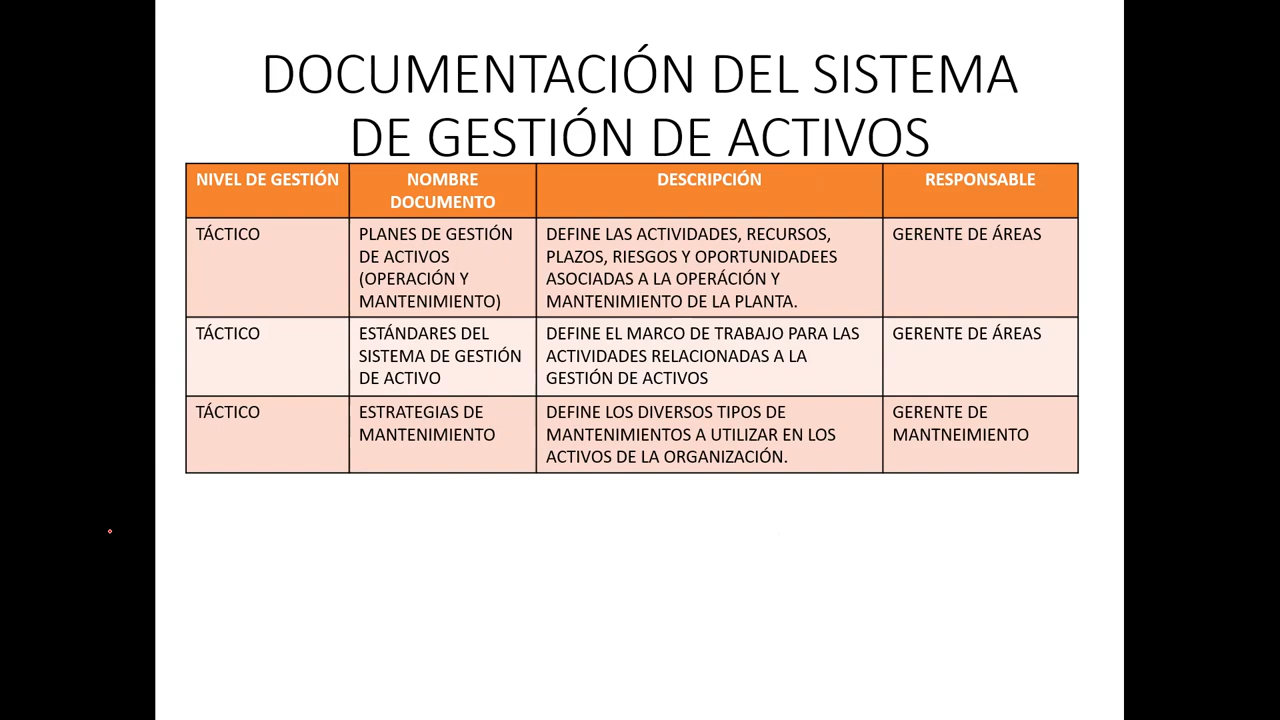 DOCUMENTACIÓN DEL SISTEMA
DE GESTIÓN DE ACTIVOS
NIVEL DE GESTIÓN
NOMBRE
DOCUMENTO
DESCRIPCIÓN
RESPONSABLE
TÁCTICO
PLANES DE GESTIÓN
DE ACTIVOS
(OPERACIÓN Y
MANTENIMIENTO)
DEFINE LAS ACTIVIDADES, RECURSOS,
PLAZOS, RIESGOS Y OPORTUNIDADEES
ASOCIADAS A LA OPERÁCIÓN Y
MANTENIMIENTO DE LA PLANTA.
GERENTE DE ÁREAS
TÁCTICO
ESTÁNDARES DEL
SISTEMA DE GESTIÓN
DE ACTIVO
DEFINE EL MARCO DE TRABAJO PARA LAS
ACTIVIDADES RELACIONADAS A LA
GESTIÓN DE ACTIVOS
GERENTE DE ÁREAS
TÁCTICO
ESTRATEGIAS DE
MANTENIMIENTO
DEFINE LOS DIVERSOS TIPOS DE
MANTENIMIENTOS A UTILIZAR EN LOS
ACTIVOS DE LA ORGANIZACIÓN.
GERENTE DE
MANTNEIMIENTO